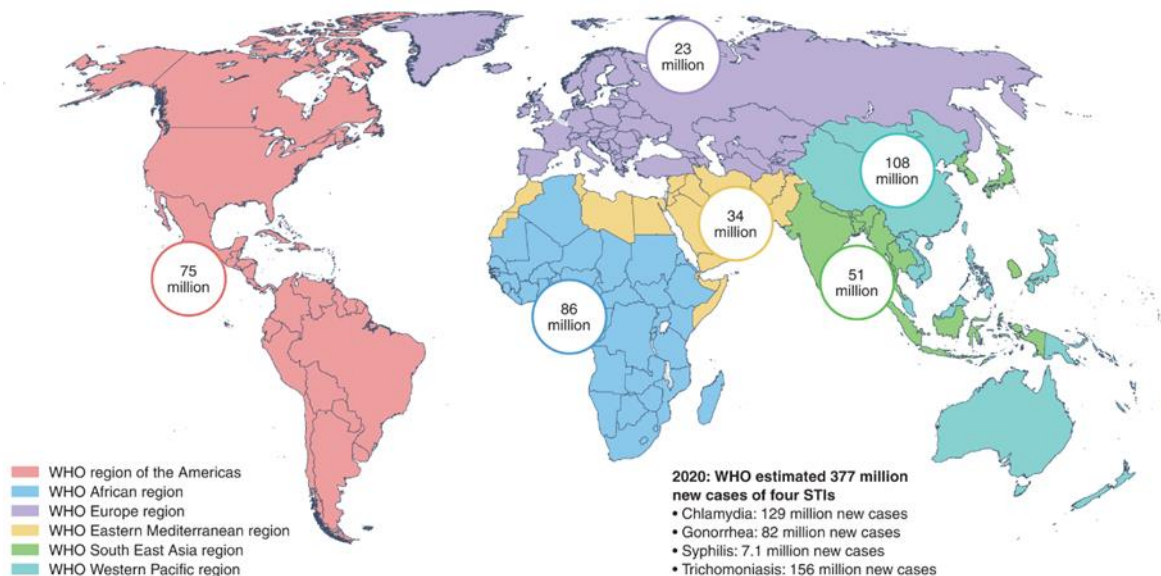 23
million
108
million
34
million
51
million
75
million
86
million
WHO region of the Americas
WHO African region
WHO Europe region
WHO Eastern Mediterranean region
WHO South East Asia region
WHO Western Pacific region
2020: WHO estimated 377 million
new cases of four STIs
• Chlamydia: 129 million new cases
• Gonorrhea: 82 million new cases
• Syphilis: 7.1 million new cases
• Trichomoniasis: 156 million new cases